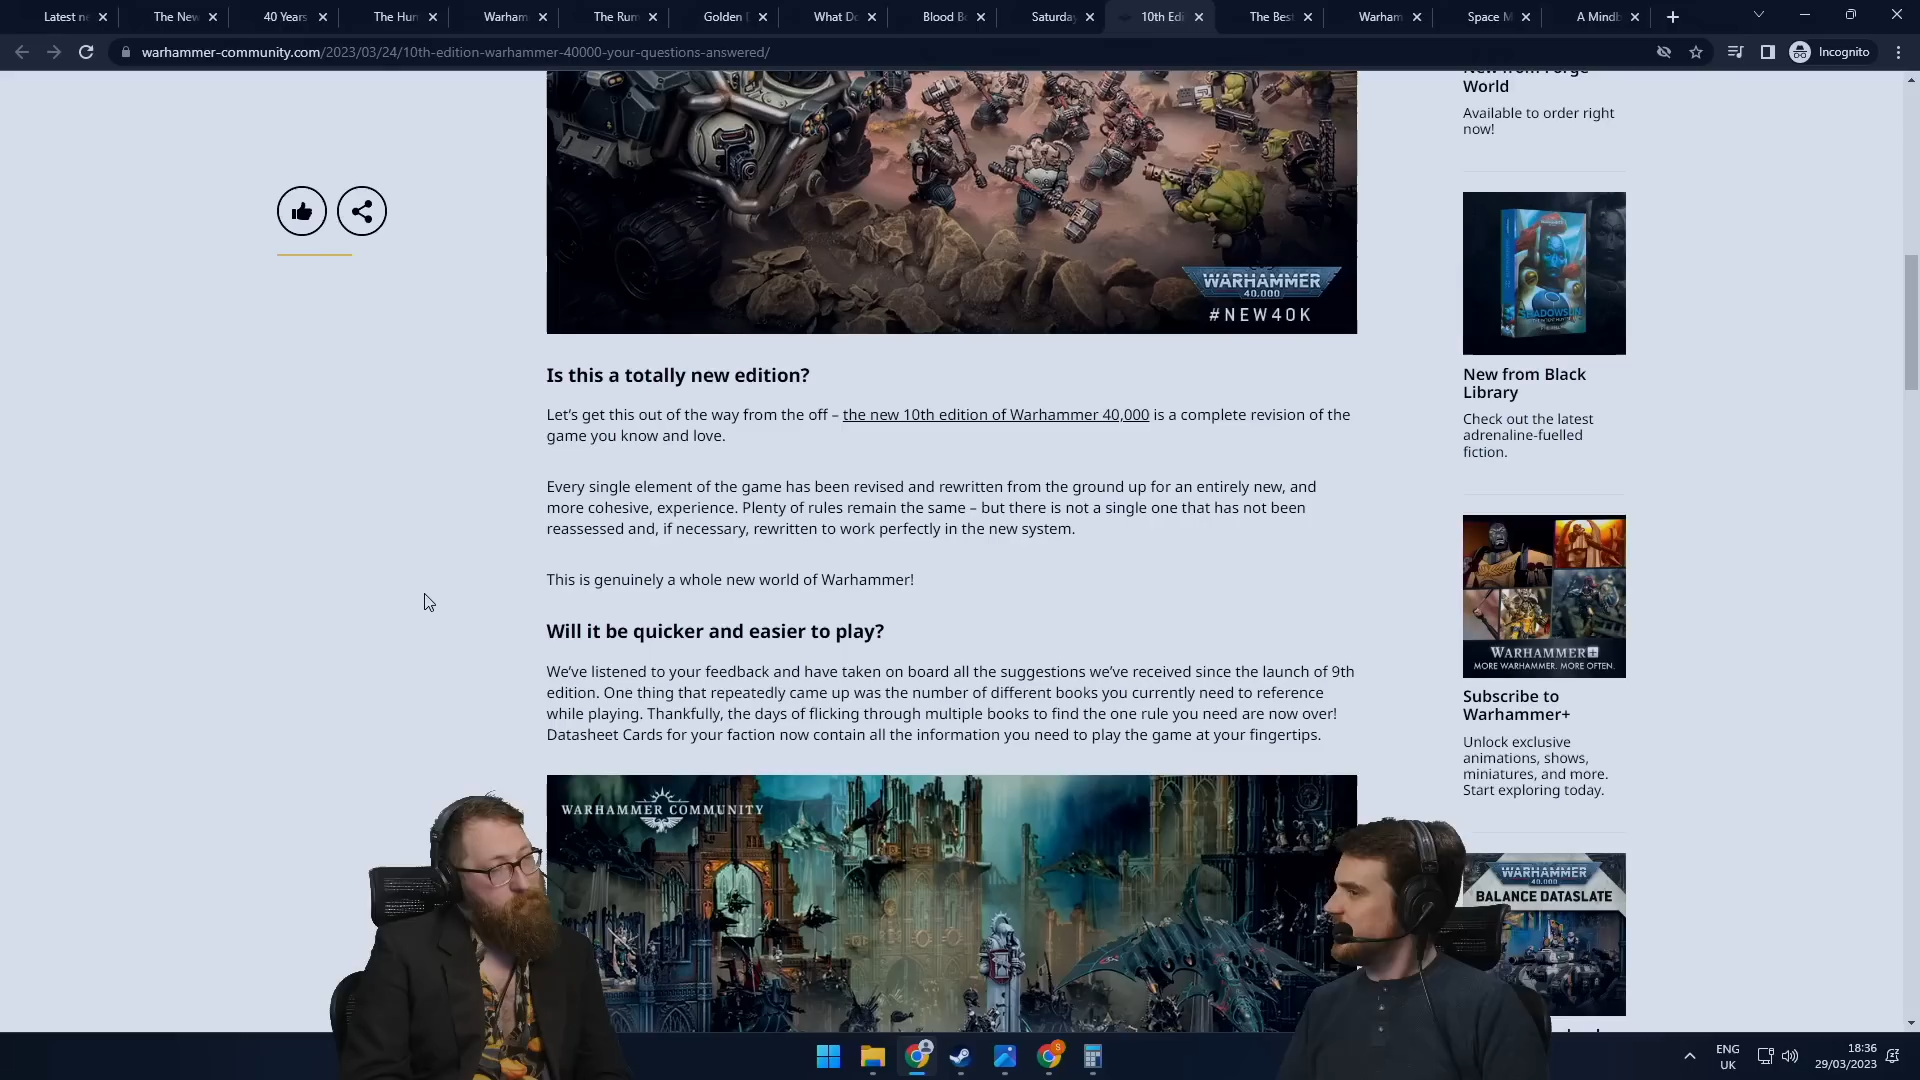 Latest n
The New
40 Years
The Hun
Warham
The Rum
Golden
What Do
Blood B
Saturday
10th Edi
The Best
Warham
Space M
A Mindb
warhammer-community.com/2023/03/24/10th-edition-warhammer-40000-your-questions-answered/
Incognito
WARHAMMER
40,000
#NEW40K
Is this a totally new edition?
Let's get this out of the way from the off – the new 10th edition of Warhammer 40,000 is a complete revision of the
game you know and love.
Every single element of the game has been revised and rewritten from the ground up for an entirely new, and
more cohesive, experience. Plenty of rules remain the same – but there is not a single one that has not been
reassessed and, if necessary, rewritten to work perfectly in the new system.
This is genuinely a whole new world of Warhammer!
Will it be quicker and easier to play?
We've listened to your feedback and have taken on board all the suggestions we've received since the launch of 9th
edition. One thing that repeatedly came up was the number of different books you currently need to reference
while playing. Thankfully, the days of flicking through multiple books to find the one rule you need are now over!
Datasheet Cards for your faction now contain all the information you need to play the game at your fingertips.
WARHAMMER COMMUNITY
New from Forge
World
Available to order right
now!
SHADOWSUN
New from Black
Library
Check out the latest
adrenaline-fuelled
fiction.
WARHAMMER+
MORE WARHAMMER. MORE OFTEN.
Subscribe to
Warhammer+
Unlock exclusive
animations, shows,
miniatures, and more.
Start exploring today.
WARHAMMER
40,000
BALANCE DATASLATE
ENG
UK
18:36
29/03/2023